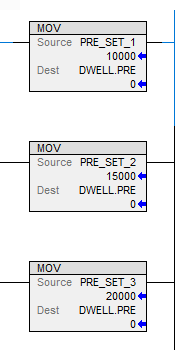 MOV
Source PRE_SET_1
10000
Dest DWELL.PRE
0
MOV
Source PRE_SET_2
15000
Dest DWELL.PRE
0
MOV
Source PRE_SET_3
20000
Dest DWELL.PRE
0